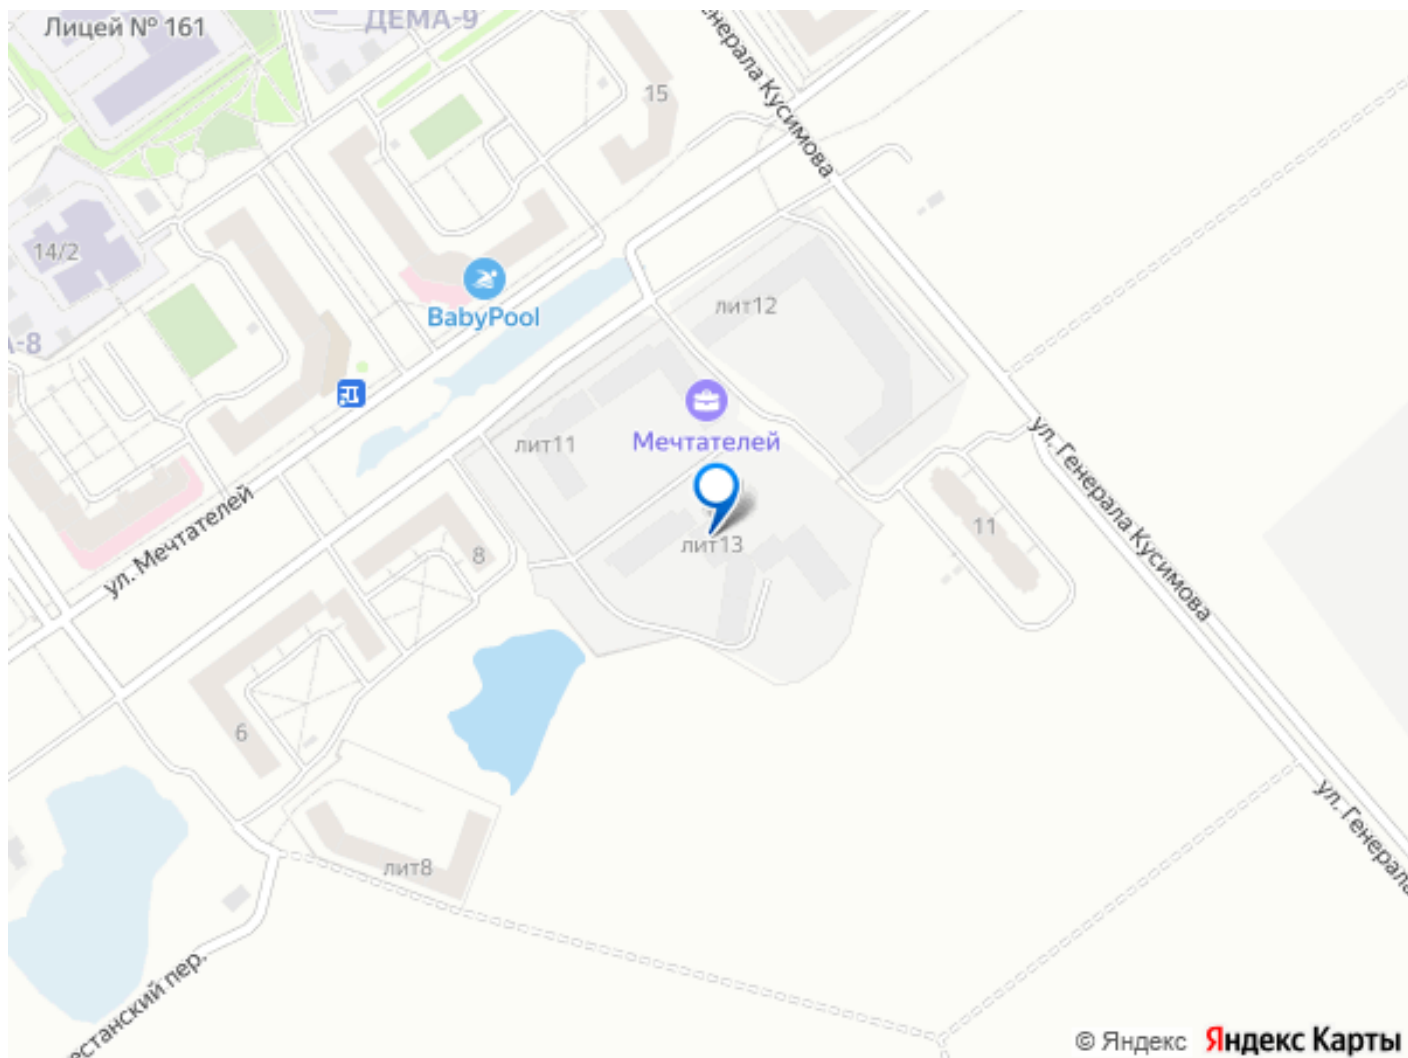 Лицей № 161
ДЕМА-9
енерала Кусимова
15
14/2
BabyPool
А-8
лит12
Мечтателей
лит11
ул. Генерала Кусимова
лит13
11
8
ул. Мечтателей
6
ул. Генерала
лит8
естанский пер.
© Яндекс Яндекс Карты